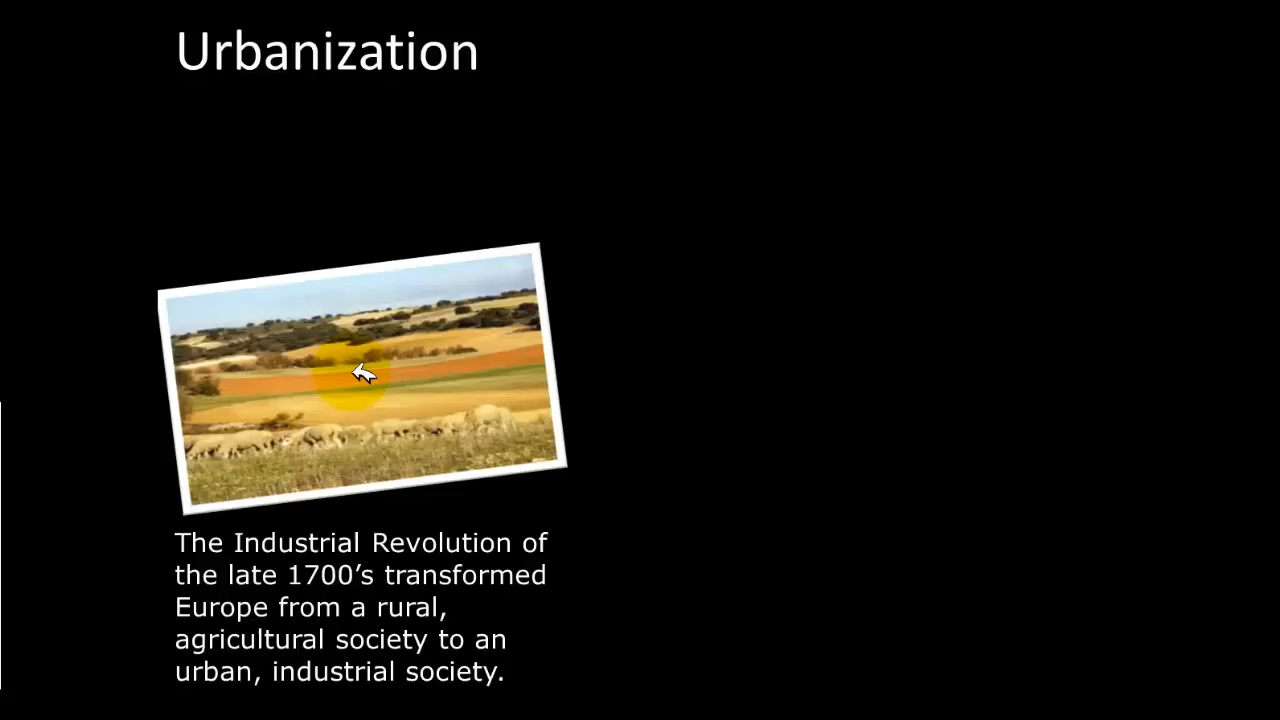 Urbanization
The Industrial Revolution of
the late 1700’s transformed
Europe from a rural,
agricultural society to an
urban, industrial society.